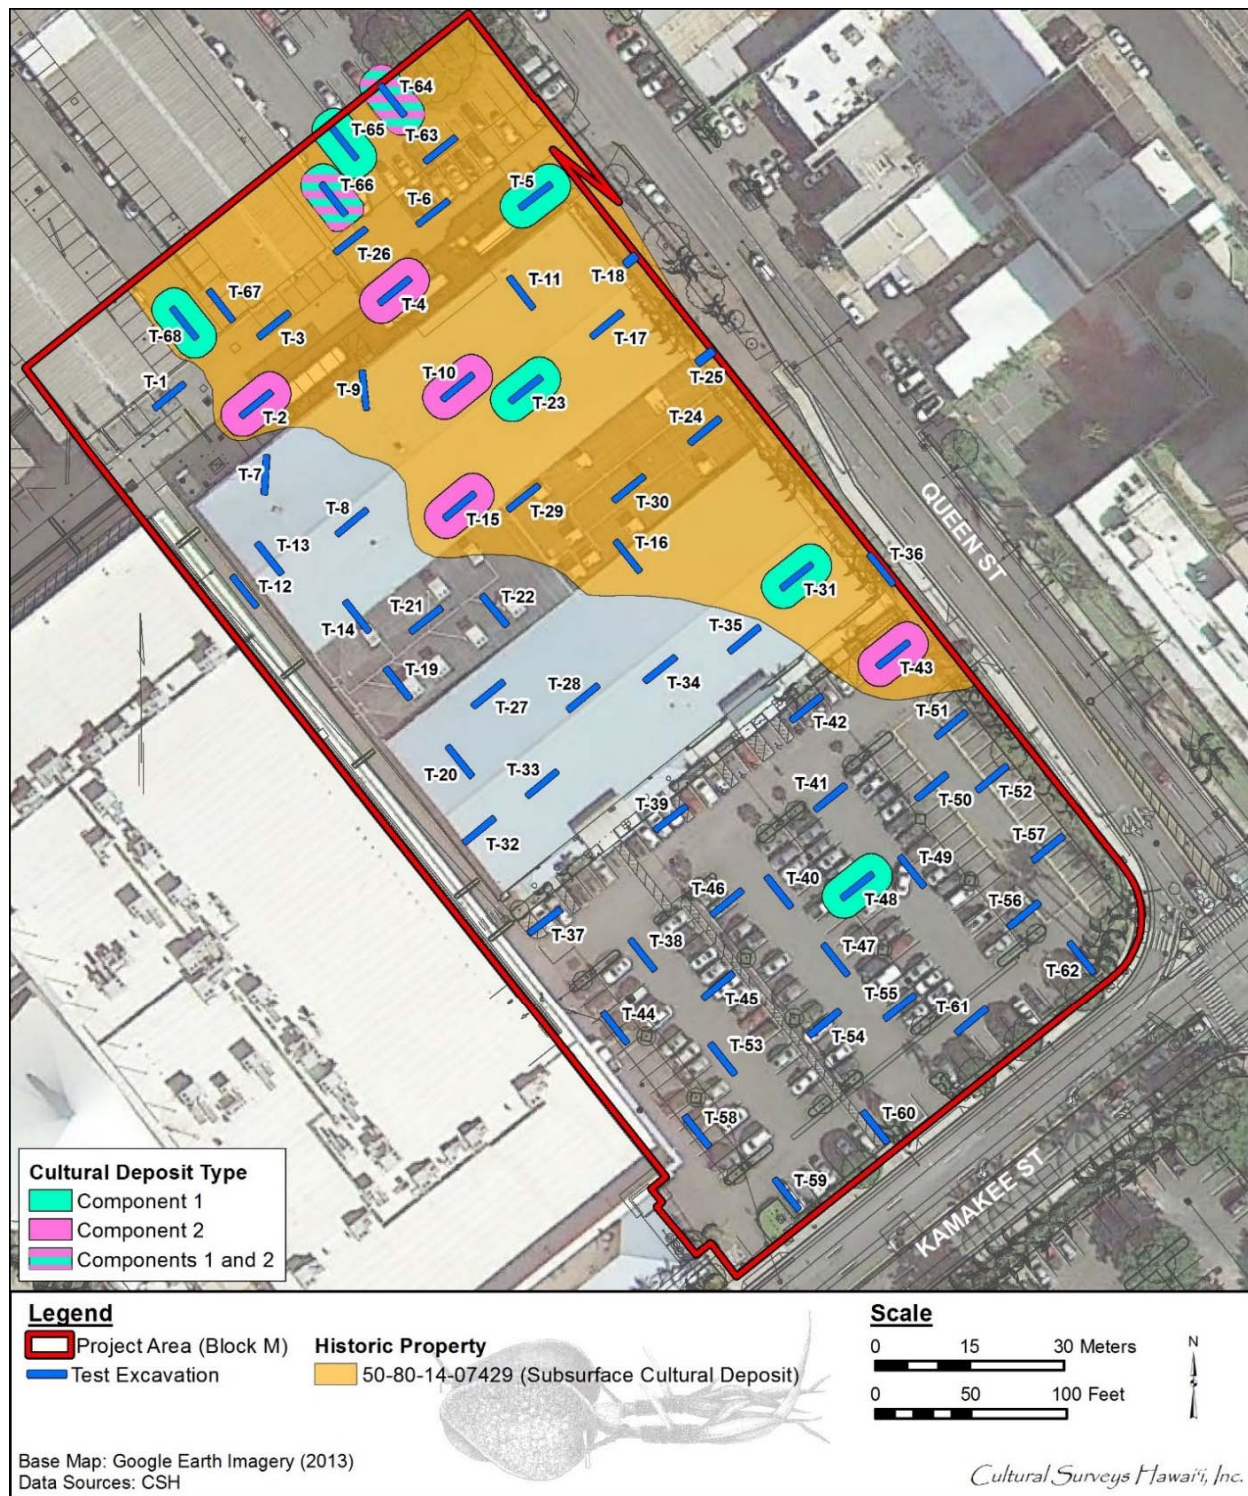 T-64
T-65
T-63
T-66
T-5
T-6
T-26
T-18
T-11
T-4
T-67
T-68
T-3
T-17
T-1
T-9
T-10
T-25
T-23
T-2
T-24
T-7
T-8
T-15
T-29
T-30
QUEEN ST
T-13
T-16
T-36
T-12
T-31
T-14
T-21
T-22
T-35
T-43
T-19
T-34
T-28
T-27
T-42
T-51
T-20
T-33
T-41
T-50
T-52
T-39
T-32
T-57
T-49
T-40
T-46
T-48
T-56
T-37
T-38
T-47
T-62
T-45
T-55
T-44
T-61
T-54
T-53
T-58
T-60
T-59
KAMAKEE ST
Cultural Deposit Type
Component 1
Component 2
Components 1 and 2
Legend
Project Area (Block M)
Test Excavation
Historic Property
50-80-14-07429 (Subsurface Cultural Deposit)
Scale
0 15 30 Meters
0 50 100 Feet
N
Base Map: Google Earth Imagery (2013)
Data Sources: CSH
Cultural Surveys Hawai‘i, Inc.